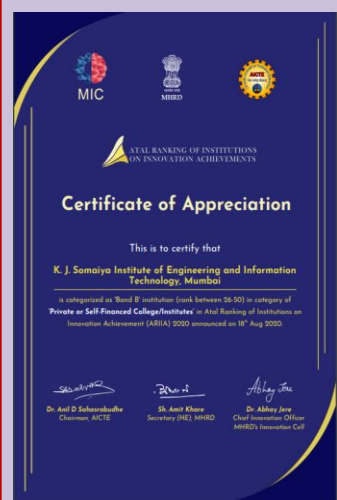 MIC
MHRD
AICTE
ATAL RANKING OF INSTITUTIONS
ON INNOVATION ACHIEVEMENTS
Certificate of Appreciation
This is to certify that
K. J. Somaiya Institute of Engineering and Information
Technology, Mumbai
is categorized as 'Band B' institution (rank between 26-50) in category of
'Private or Self-Financed College/Institutes' in Atal Ranking of Institutions on
Innovation Achievement (ARIIA) 2020 announced on 18th Aug 2020.
Abhay Jere
Dr. Anil D Sahasrabudhe
Chairman, AICTE
Sh. Amit Khare
Secretary (HE), MHRD
Dr. Abhay Jere
Chief Innovation Officer
MHRD's Innovation Cell